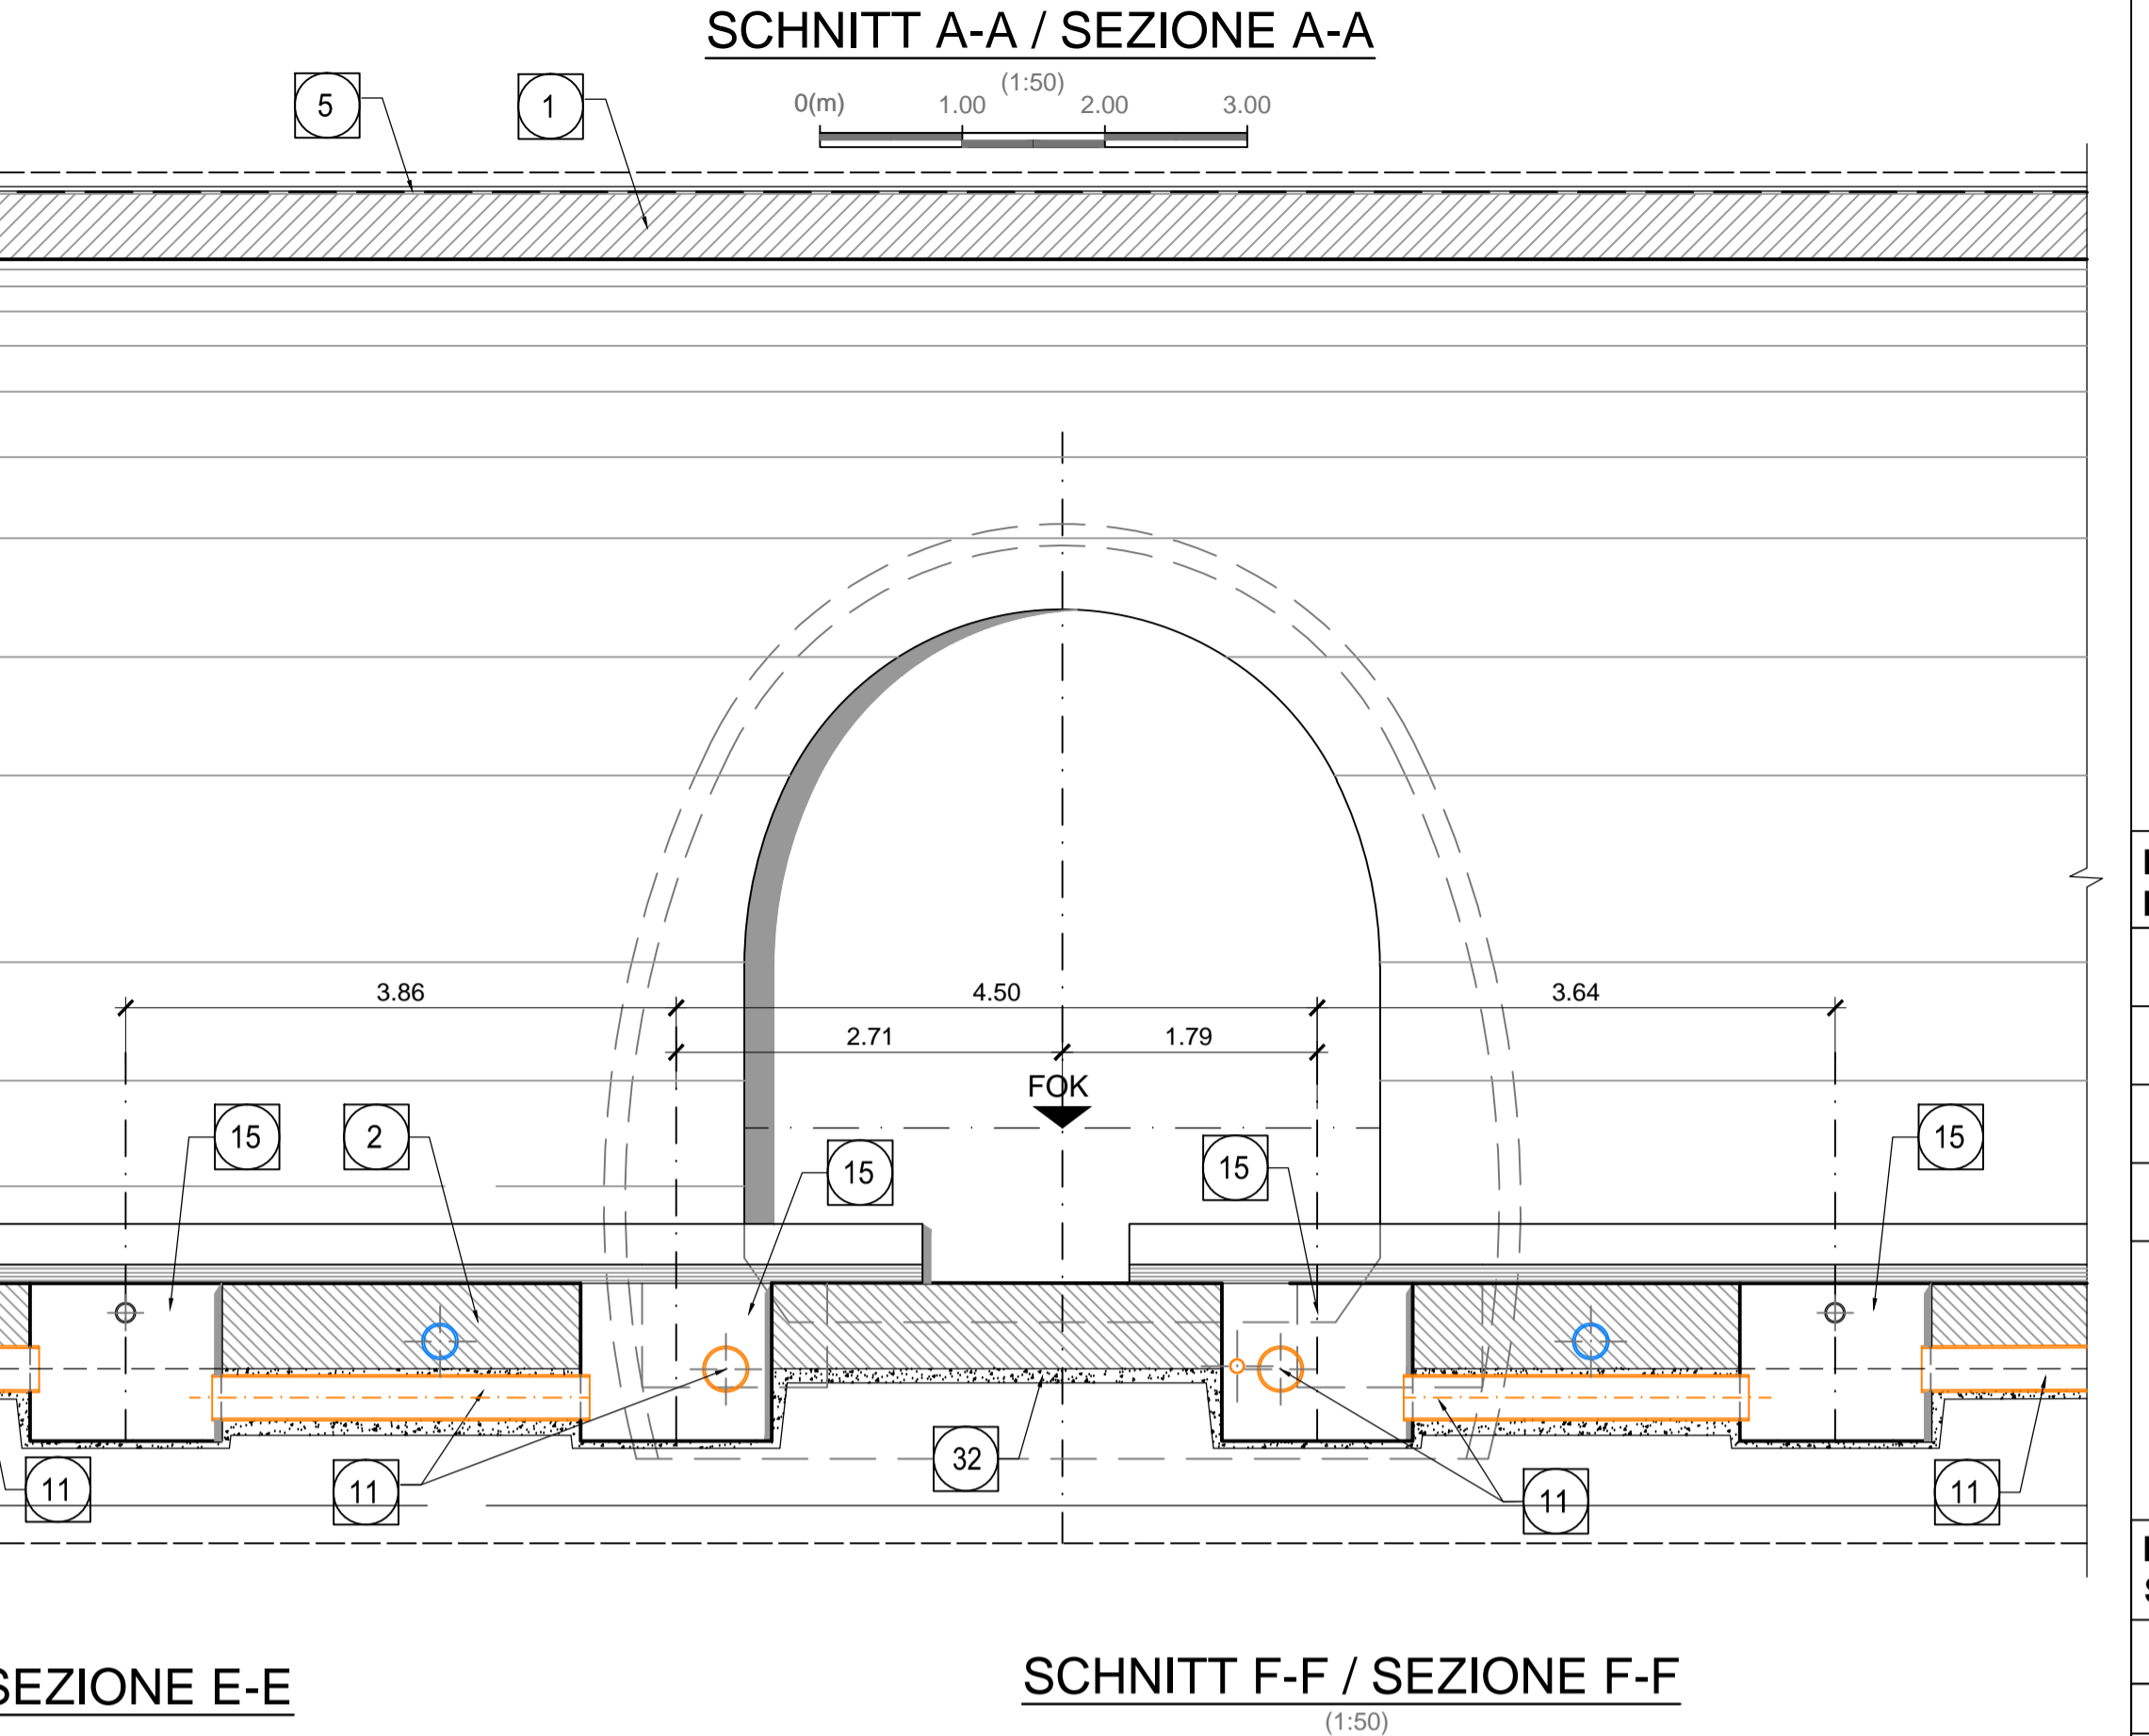 SCHNITT A-A / SEZIONE A-A
(1:50)
0(m) 1.00 2.00 3.00
5 1
3.86 4.50 3.64
2.71 1.79
FOK
15 2 15 15 15
32
11 11 11 11
SEZIONE E-E
SCHNITT F-F / SEZIONE F-F
(1:50)